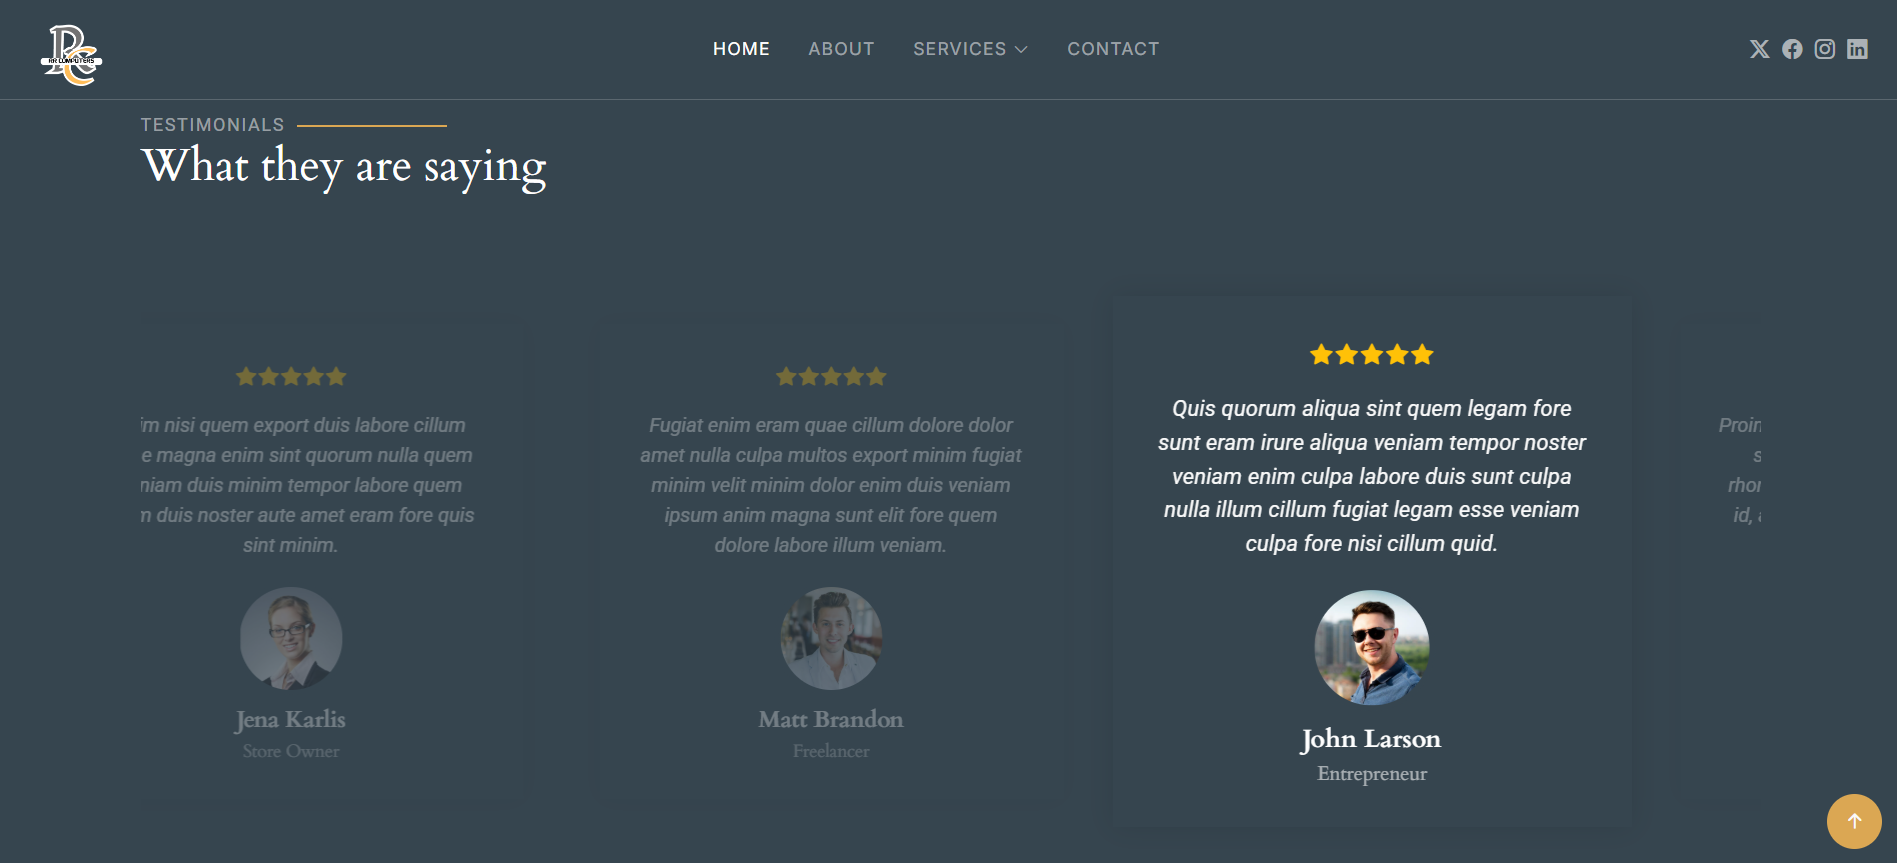 RR COMPUTERS
HOME
ABOUT
SERVICES
CONTACT
TESTIMONIALS
What they are saying
im nisi quem export duis labore cillum
e magna enim sint quorum nulla quem
niam duis minim tempor labore quem
m duis noster aute amet eram fore quis
sint minim.
Jena Karlis
Store Owner
Fugiat enim eram quae cillum dolore dolor
amet nulla culpa multos export minim fugiat
minim velit minim dolor enim duis veniam
ipsum anim magna sunt elit fore quem
dolore labore illum veniam.
Matt Brandon
Freelancer
Quis quorum aliqua sint quem legam fore
sunt eram irure aliqua veniam tempor noster
veniam enim culpa labore duis sunt culpa
nulla illum cillum fugiat legam esse veniam
culpa fore nisi cillum quid.
John Larson
Entrepreneur
Proin
s
rhor
id,